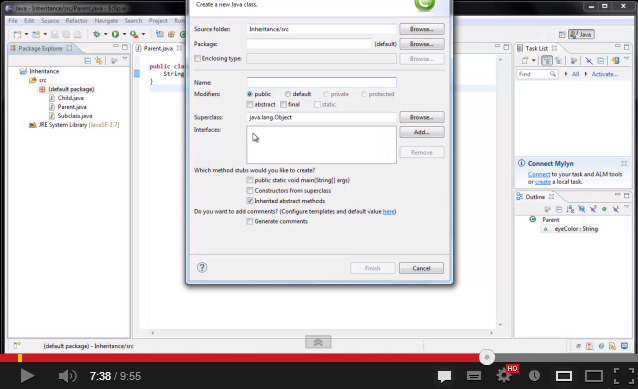 Java - Inheritance/src/Parent.java - Eclipse
File Edit Source Refactor Navigate Search Project Run
Create a new Java class.
Java
Package Explorer
Inheritance
src
(default package)
Child.java
Parent.java
Subclass.java
JRE System Library [JavaSE-1.7]
Parent.java
public clas
String
}
Source folder: Inheritance/src Browse...
Package: (default) Browse...
Enclosing type: Browse...
Name:
Modifiers: public default private protected
abstract final static
Superclass: java.lang.Object Browse...
Interfaces: Add...
Remove
Which method stubs would you like to create?
public static void main(String[] args)
Constructors from superclass
Inherited abstract methods
Do you want to add comments? (Configure templates and default value here)
Generate comments
? Finish Cancel
Task List
Find All Activate...
Connect Mylyn
Connect to your task and ALM tools
or create a local task.
Outline
Parent
eyeColor : String
(default package) - Inheritance/src
7:38 / 9:55
HD